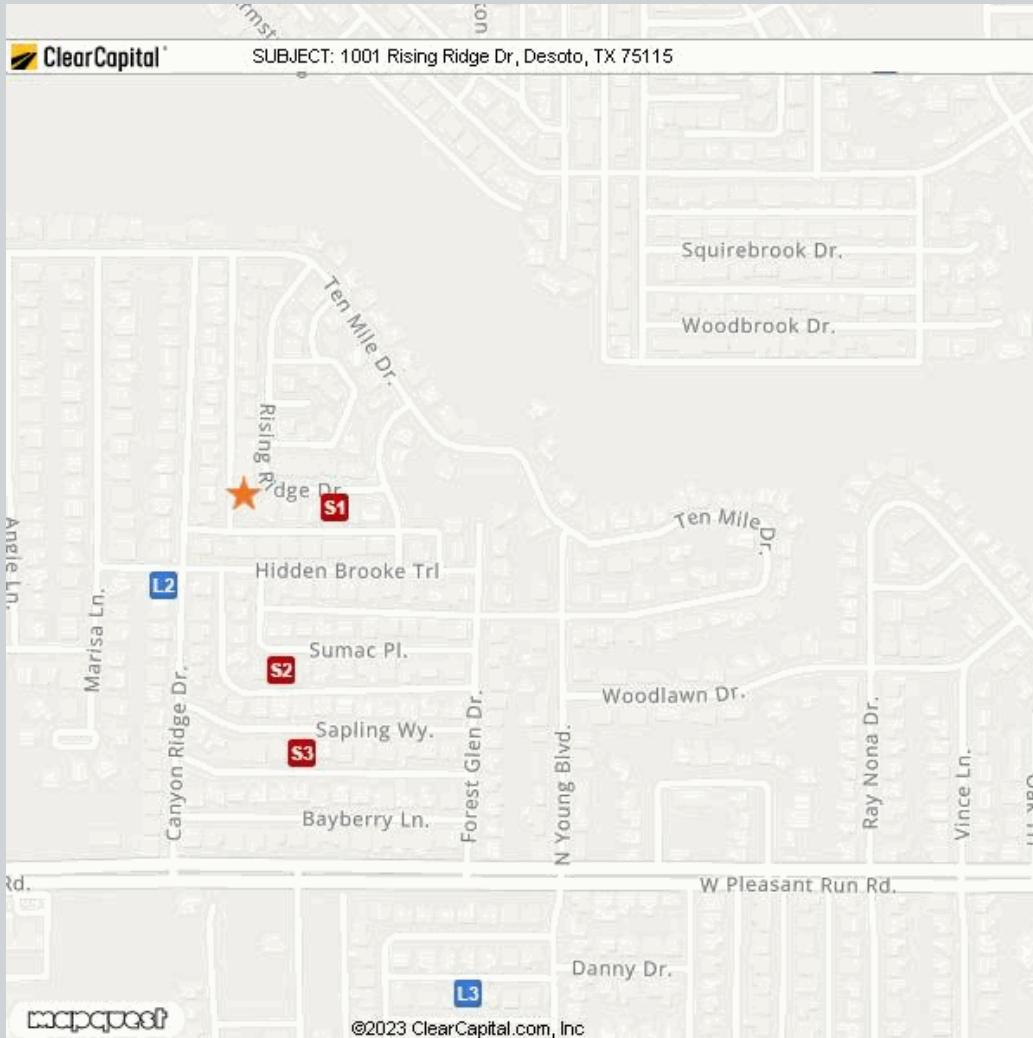 ClearCapital
SUBJECT: 1001 Rising Ridge Dr, Desoto, TX 75115
Squirebrook Dr.
Woodbrook Dr.
Ten Mile Dr.
Rising Ridge Dr.
S1
Ten Mile Dr.
Angie Ln.
Hidden Brooke Trl
L2
Marisa Ln.
Sumac Pl.
S2
Woodlawn Dr.
Canyon Ridge Dr.
Sapling Wy.
S3
Forest Glen Dr.
N Young Blvd.
Ray Nona Dr.
Vince Ln.
Bayberry Ln.
Rd.
W Pleasant Run Rd.
Danny Dr.
L3
mapquest
©2023 ClearCapital.com, Inc